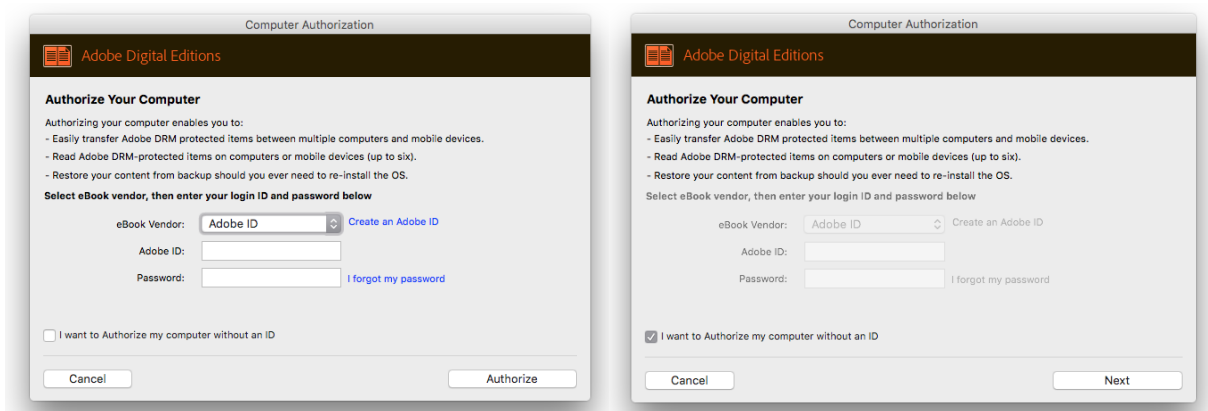 Computer Authorization
Adobe Digital Editions
Authorize Your Computer
Authorizing your computer enables you to:
- Easily transfer Adobe DRM protected items between multiple computers and mobile devices.
- Read Adobe DRM-protected items on computers or mobile devices (up to six).
- Restore your content from backup should you ever need to re-install the OS.
Select eBook vendor, then enter your login ID and password below
eBook Vendor: Adobe ID Create an Adobe ID
Adobe ID:
Password: I forgot my password
I want to Authorize my computer without an ID
Cancel Authorize
Computer Authorization
Adobe Digital Editions
Authorize Your Computer
Authorizing your computer enables you to:
- Easily transfer Adobe DRM protected items between multiple computers and mobile devices.
- Read Adobe DRM-protected items on computers or mobile devices (up to six).
- Restore your content from backup should you ever need to re-install the OS.
Select eBook vendor, then enter your login ID and password below
eBook Vendor: Adobe ID Create an Adobe ID
Adobe ID:
Password: I forgot my password
I want to Authorize my computer without an ID
Cancel Next